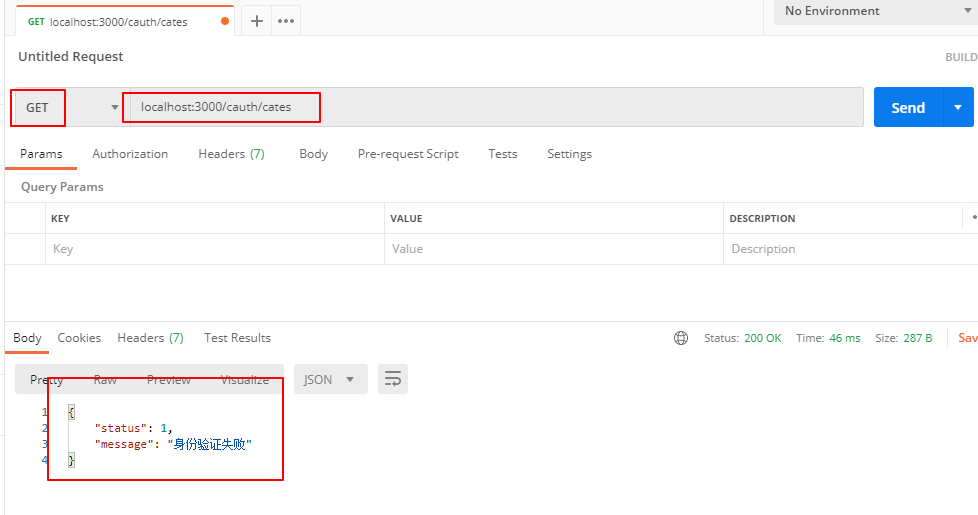 GET localhost:3000/cauth/cates
No Environment
Untitled Request
BUILD
GET localhost:3000/cauth/cates Send
Params Authorization Headers (7) Body Pre-request Script Tests Settings
Query Params
KEY VALUE DESCRIPTION
Key Value Description
Body Cookies Headers (7) Test Results Status: 200 OK Time: 46 ms Size: 287 B Sav
Pretty Raw Preview Visualize JSON
1 {
2 "status": 1,
3 "message": "身份验证失败"
4 }